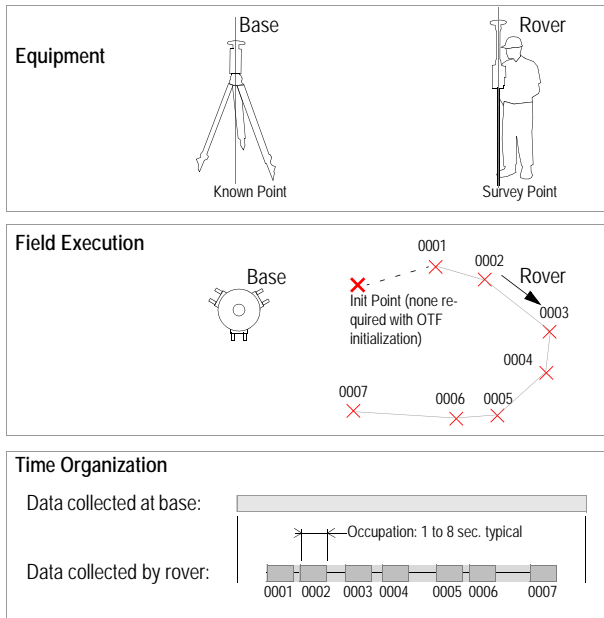 Base
Rover
Equipment
Known Point
Survey Point
Field Execution
0001
0002
Base
Rover
Init Point (none re-
quired with OTF
initialization)
0003
0004
0007
0006
0005
Time Organization
Data collected at base:
Occupation: 1 to 8 sec. typical
Data collected by rover:
0001 0002 0003 0004 0005 0006 0007